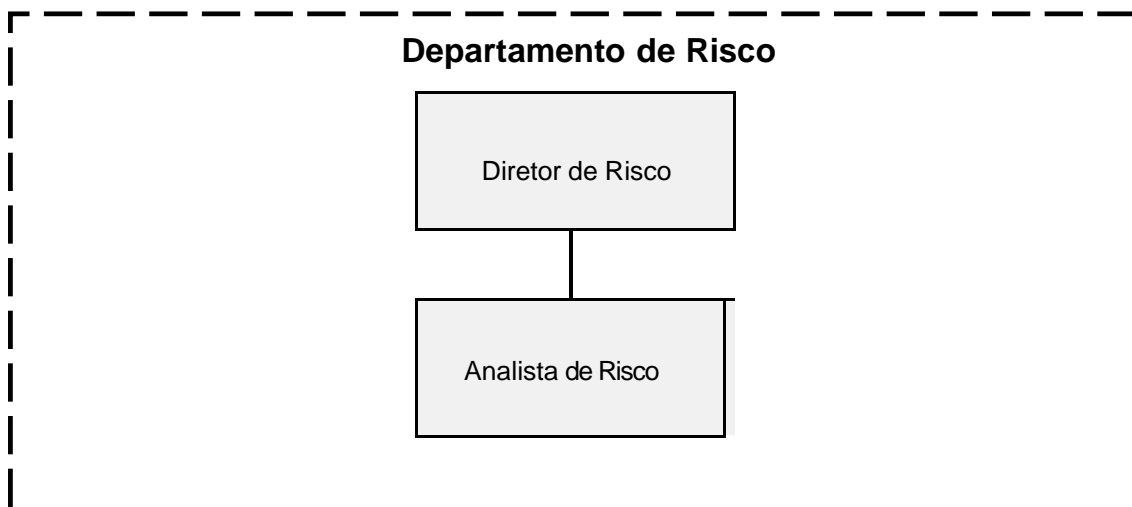 Departamento de Risco
Diretor de Risco
Analista de Risco